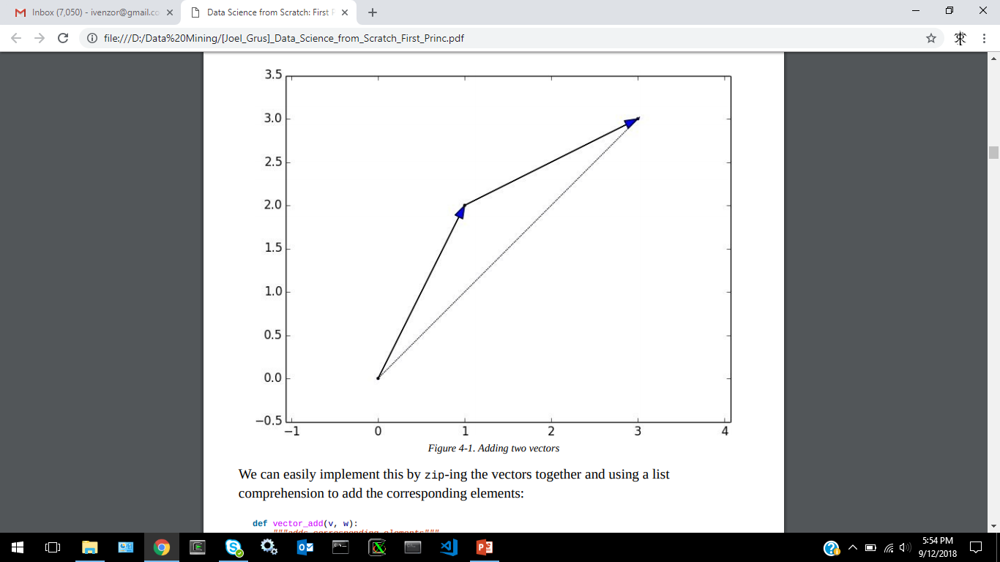 Inbox (7,050) - ivenzor@gmail.co
Data Science from Scratch: First P
file:///D:/Data%20Mining/[Joel_Grus]_Data_Science_from_Scratch_First_Princ.pdf
3.5
3.0
2.5
2.0
1.5
1.0
0.5
0.0
−0.5
−1 0 1 2 3 4
Figure 4-1. Adding two vectors
We can easily implement this by zip-ing the vectors together and using a list
comprehension to add the corresponding elements:
def vector_add(v, w):
"""adds corresponding elements"""
5:54 PM
9/12/2018